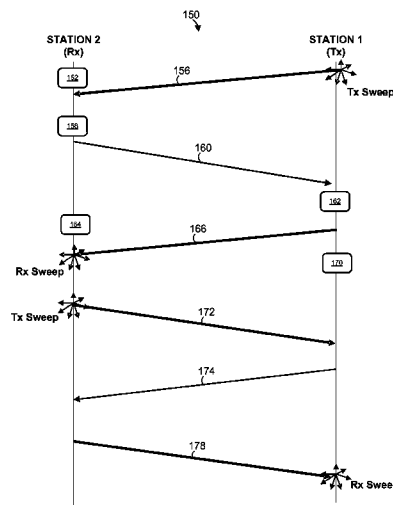 150
STATION 2
(Rx)
STATION 1
(Tx)
152
156
Tx Sweep
158
160
162
164
166
Rx Sweep
170
Tx Sweep
172
174
178
Rx Swee